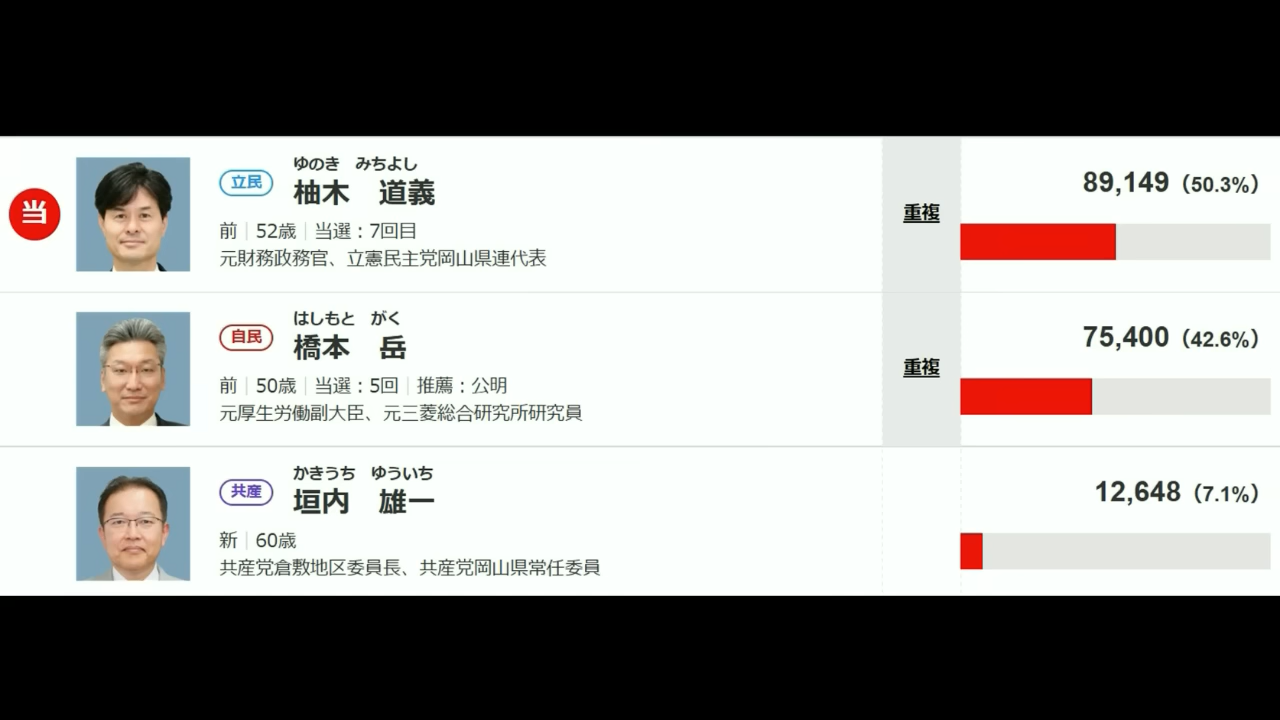 当
立民
ゆのき みちよし
柚木 道義
前｜52歳｜当選：7回目
元財務政務官、立憲民主党岡山県連代表
重複
89,149（50.3%）
自民
はしもと がく
橋本 岳
前｜50歳｜当選：5回｜推薦：公明
元厚生労働副大臣、元三菱総合研究所研究員
重複
75,400（42.6%）
共産
かきうち ゆういち
垣内 雄一
新｜60歳
共産党倉敷地区委員長、共産党岡山県常任委員
12,648（7.1%）